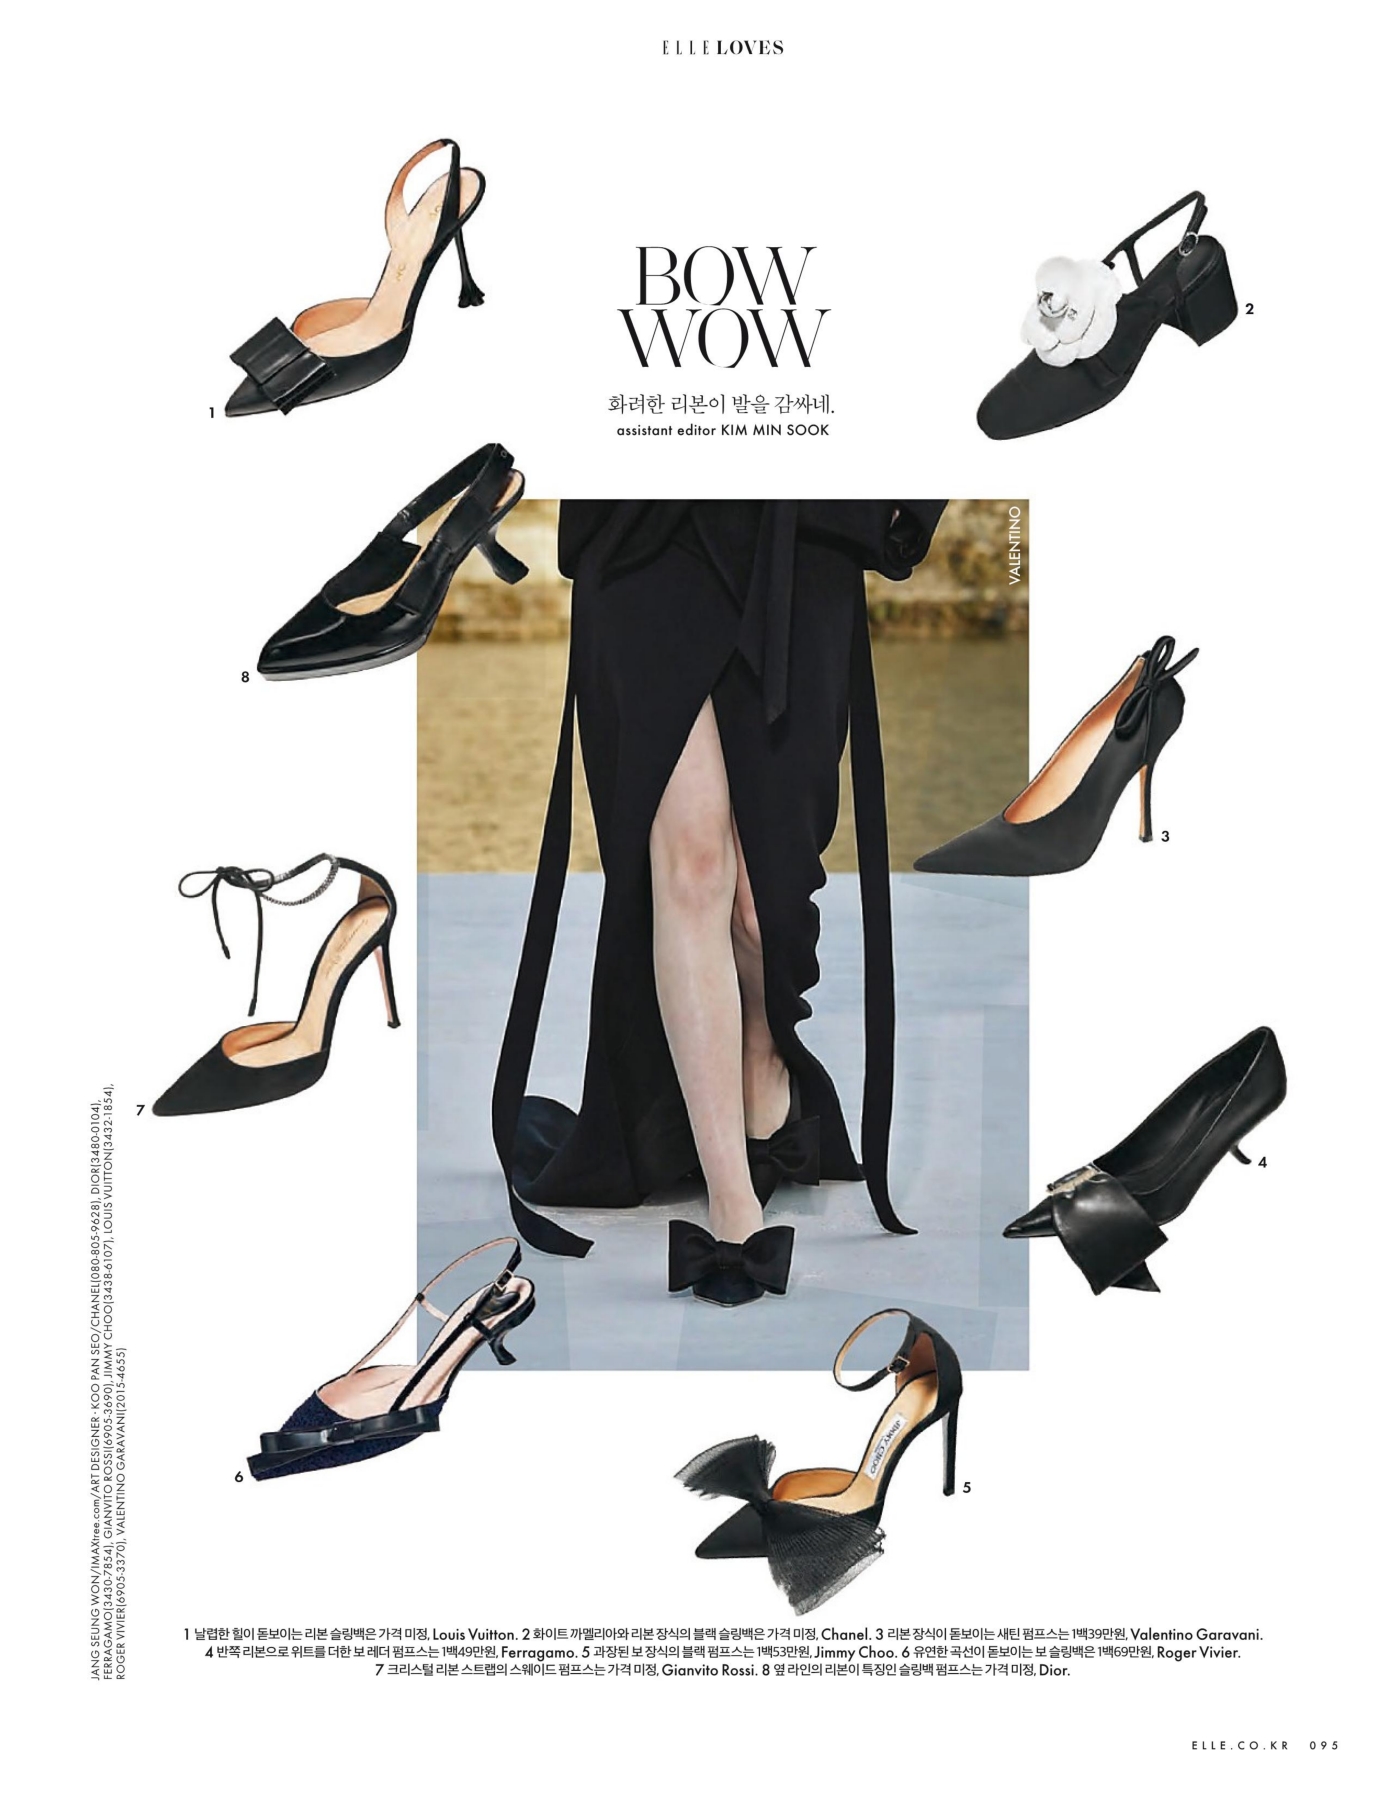 ELLE LOVES
BOW
WOW
화려한 리본이 발을 감싸네.
assistant editor KIM MIN SOOK
1
2
8
VALENTINO
3
7
4
6
JIMMY CHOO
5
JANG SEUNG WON/IMAXtree.com/ART DESIGNER · KOO PAN SEO/CHANEL(080-805-9628), DIOR(3480-0104),
FERRAGAMO(3430-7854), GIANVITO ROSSI(6905-3690), JIMMY CHOO(3438-6107), LOUIS VUITTON(3432-1854),
ROGER VIVIER(6905-3370), VALENTINO GARAVANI(2015-4655)
1 날렵한 힐이 돋보이는 리본 슬링백은 가격 미정, Louis Vuitton. 2 화이트 까멜리아와 리본 장식의 블랙 슬링백은 가격 미정, Chanel. 3 리본 장식이 돋보이는 새틴 펌프스는 1백39만원, Valentino Garavani.
4 반쪽 리본으로 위트를 더한 보 레더 펌프스는 1백49만원, Ferragamo. 5 과장된 보 장식의 블랙 펌프스는 1백53만원, Jimmy Choo. 6 유연한 곡선이 돋보이는 보 슬링백은 1백69만원, Roger Vivier.
7 크리스털 리본 스트랩의 스웨이드 펌프스는 가격 미정, Gianvito Rossi. 8 옆 라인의 리본이 특징인 슬링백 펌프스는 가격 미정, Dior.
ELLE.CO.KR 095